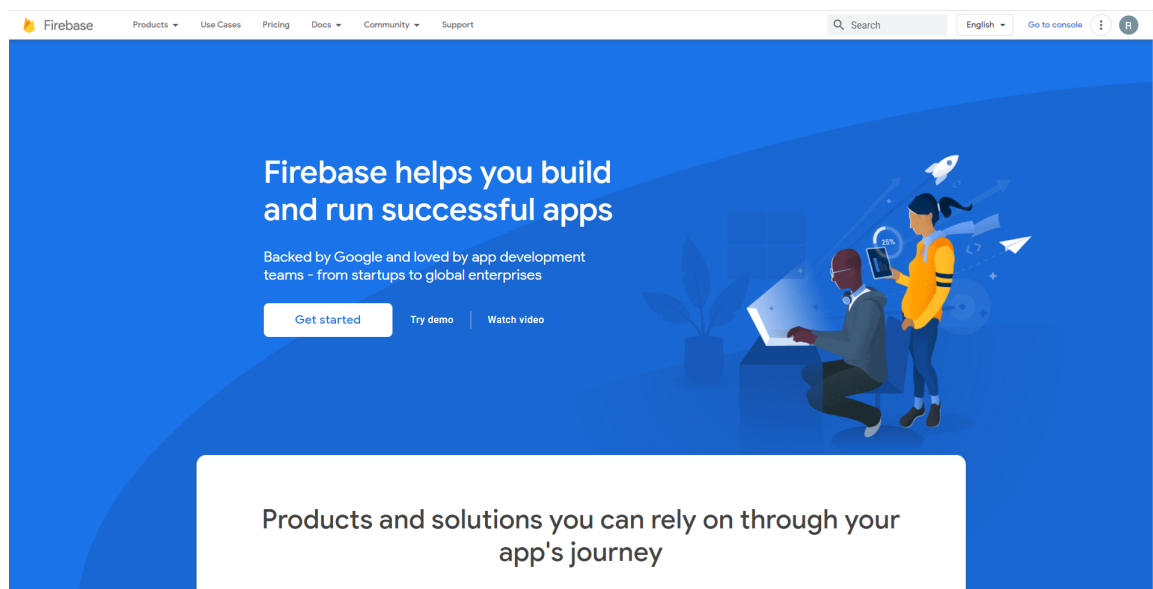 Firebase Products Use Cases Pricing Docs Community Support Search English Go to console R
Firebase helps you build
and run successful apps
Backed by Google and loved by app development
teams - from startups to global enterprises
Get started Try demo Watch video
25%
Products and solutions you can rely on through your
app's journey